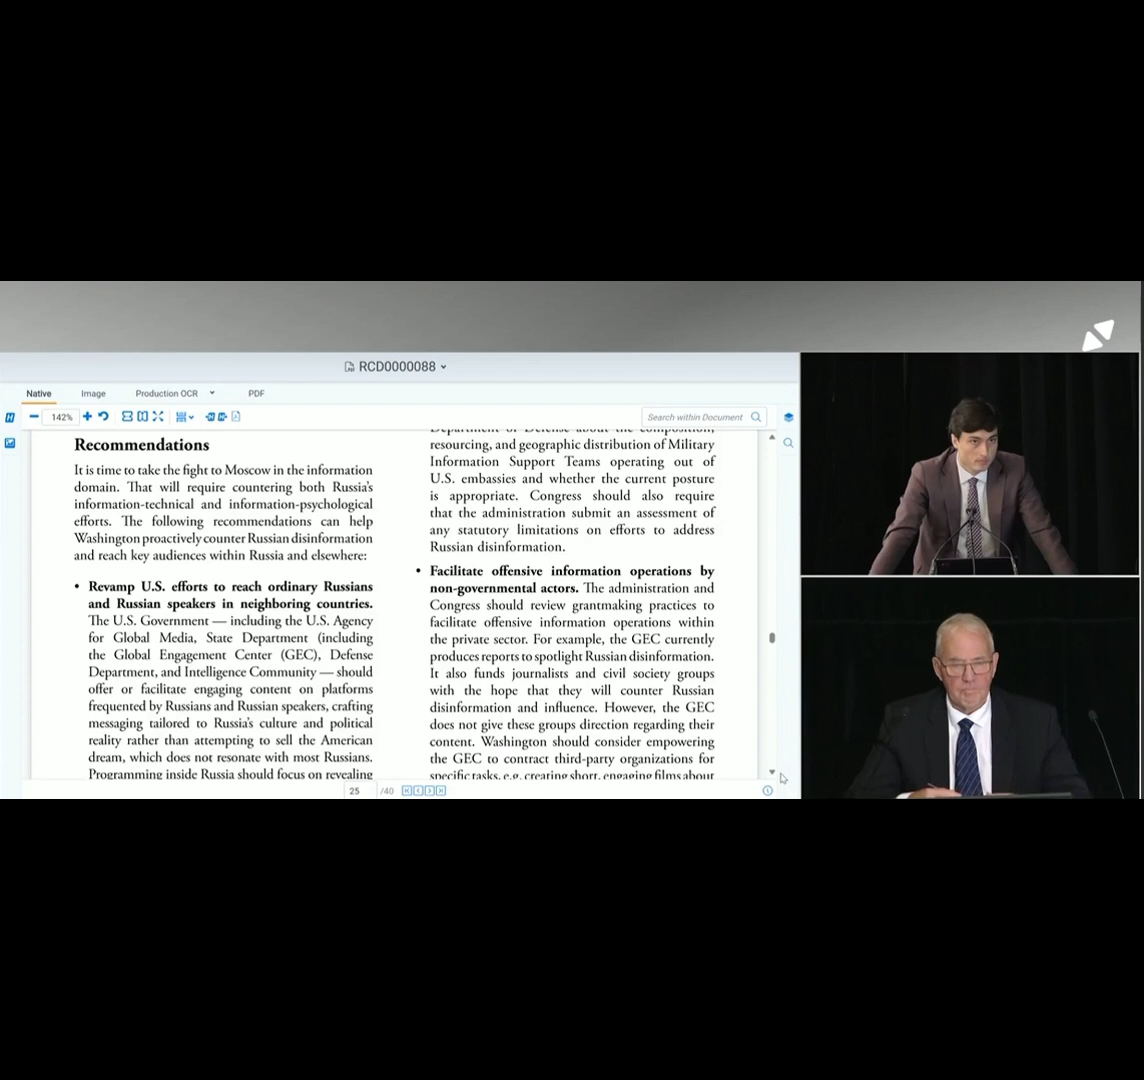 RCD0000088
Native
Image
Production OCR
PDF
142%
Search within Document
Recommendations
It is time to take the fight to Moscow in the information
domain. That will require countering both Russia's
information-technical and information-psychological
efforts. The following recommendations can help
Washington proactively counter Russian disinformation
and reach key audiences within Russia and elsewhere:
• Revamp U.S. efforts to reach ordinary Russians
and Russian speakers in neighboring countries.
The U.S. Government — including the U.S. Agency
for Global Media, State Department (including
the Global Engagement Center (GEC), Defense
Department, and Intelligence Community — should
offer or facilitate engaging content on platforms
frequented by Russians and Russian speakers, crafting
messaging tailored to Russia's culture and political
reality rather than attempting to sell the American
dream, which does not resonate with most Russians.
Programming inside Russia should focus on revealing
Department of Defense about the composition,
resourcing, and geographic distribution of Military
Information Support Teams operating out of
U.S. embassies and whether the current posture
is appropriate. Congress should also require
that the administration submit an assessment of
any statutory limitations on efforts to address
Russian disinformation.
• Facilitate offensive information operations by
non-governmental actors. The administration and
Congress should review grantmaking practices to
facilitate offensive information operations within
the private sector. For example, the GEC currently
produces reports to spotlight Russian disinformation.
It also funds journalists and civil society groups
with the hope that they will counter Russian
disinformation and influence. However, the GEC
does not give these groups direction regarding their
content. Washington should consider empowering
the GEC to contract third-party organizations for
specific tasks, e.g. creating short, engaging films about
25 /40